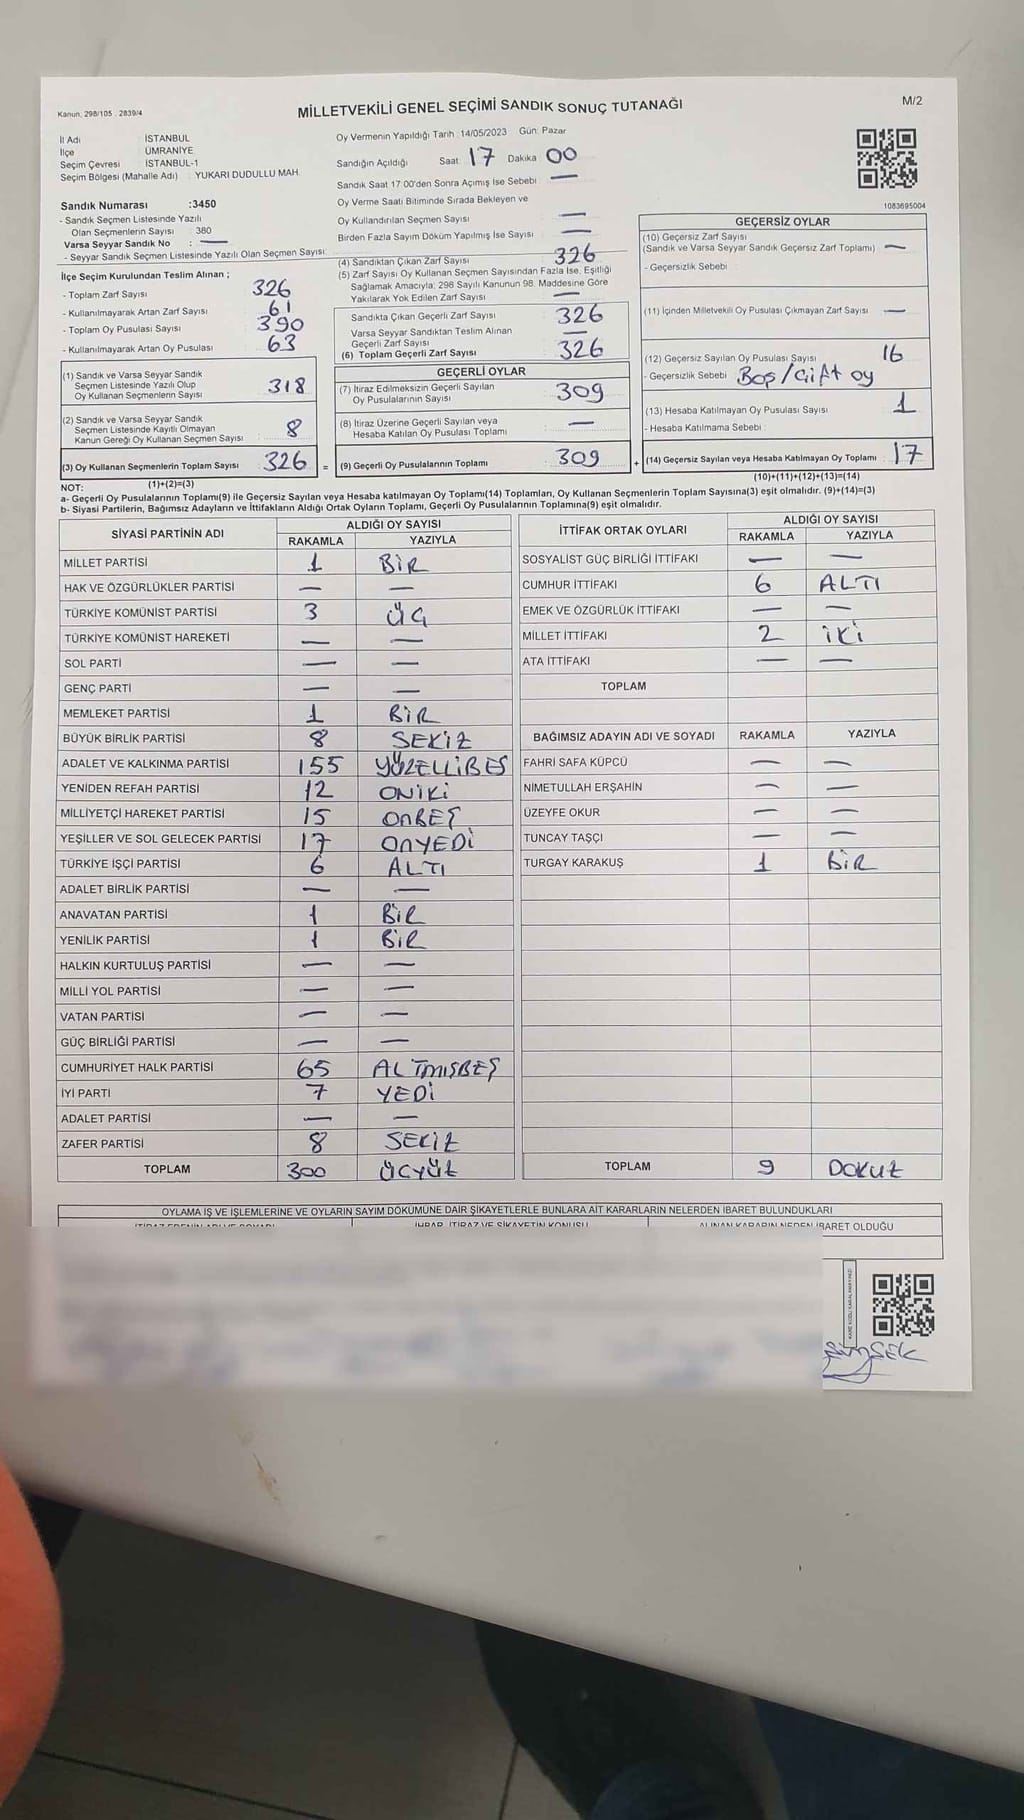 Kanun: 298/105 . 2839/4
MİLLETVEKİLİ GENEL SEÇİMİ SANDIK SONUÇ TUTANAĞI
M/2
İl Adı İSTANBUL
İlçe ÜMRANİYE
Seçim Çevresi İSTANBUL-1
Seçim Bölgesi (Mahalle Adı) : YUKARI DUDULLU MAH.
Sandık Numarası :3450
- Sandık Seçmen Listesinde Yazılı
Olan Seçmenlerin Sayısı : 380
Varsa Seyyar Sandık No : —
- Seyyar Sandık Seçmen Listesinde Yazılı Olan Seçmen Sayısı:
İlçe Seçim Kurulundan Teslim Alınan ;
- Toplam Zarf Sayısı 326
- Kullanılmayarak Artan Zarf Sayısı 61
- Toplam Oy Pusulası Sayısı 390
- Kullanılmayarak Artan Oy Pusulası 63
(1) Sandık ve Varsa Seyyar Sandık
Seçmen Listesinde Yazılı Olup
Oy Kullanan Seçmenlerin Sayısı 318
(2) Sandık ve Varsa Seyyar Sandık
Seçmen Listesinde Kayıtlı Olmayan
Kanun Gereği Oy Kullanan Seçmen Sayısı 8
(3) Oy Kullanan Seçmenlerin Toplam Sayısı 326 =
(1)+(2)=(3)
Oy Vermenin Yapıldığı Tarih : 14/05/2023 Gün: Pazar
Sandığın Açıldığı Saat 17 Dakika 00
Sandık Saat 17:00'den Sonra Açımış İse Sebebi : —
Oy Verme Saati Bitiminde Sırada Bekleyen ve
Oy Kullandırılan Seçmen Sayısı —
Birden Fazla Sayım Döküm Yapılmış İse Sayısı —
(4) Sandıktan Çıkan Zarf Sayısı 326
(5) Zarf Sayısı Oy Kullanan Seçmen Sayısından Fazla İse, Eşitliği
Sağlamak Amacıyla; 298 Sayılı Kanunun 98. Maddesine Göre
Yakılarak Yok Edilen Zarf Sayısı —
Sandıkta Çıkan Geçerli Zarf Sayısı 326
Varsa Seyyar Sandıktan Teslim Alınan
Geçerli Zarf Sayısı —
(6) Toplam Geçerli Zarf Sayısı 326
GEÇERLİ OYLAR
(7) İtiraz Edilmeksizin Geçerli Sayılan
Oy Pusulalarının Sayısı 309
(8) İtiraz Üzerine Geçerli Sayılan veya
Hesaba Katılan Oy Pusulası Toplamı —
(9) Geçerli Oy Pusulalarının Toplamı 309 +
1083695004
GEÇERSİZ OYLAR
(10) Geçersiz Zarf Sayısı
(Sandık ve Varsa Seyyar Sandık Geçersiz Zarf Toplamı) —
- Geçersizlik Sebebi :
(11) İçinden Milletvekili Oy Pusulası Çıkmayan Zarf Sayısı —
(12) Geçersiz Sayılan Oy Pusulası Sayısı 16
- Geçersizlik Sebebi : Boş/Çift oy
(13) Hesaba Katılmayan Oy Pusulası Sayısı 1
- Hesaba Katılmama Sebebi :
(14) Geçersiz Sayılan veya Hesaba Katılmayan Oy Toplamı 17
(10)+(11)+(12)+(13)=(14)
NOT:
a- Geçerli Oy Pusulalarının Toplamı(9) ile Geçersiz Sayılan veya Hesaba katılmayan Oy Toplamı(14) Toplamları, Oy Kullanan Seçmenlerin Toplam Sayısına(3) eşit olmalıdır. (9)+(14)=(3)
b- Siyasi Partilerin, Bağımsız Adayların ve İttifakların Aldığı Ortak Oyların Toplamı, Geçerli Oy Pusulalarının Toplamına(9) eşit olmalıdır.
SİYASİ PARTİNİN ADI ALDIĞI OY SAYISI
RAKAMLA YAZIYLA
MİLLET PARTİSİ 1 BİR
HAK VE ÖZGÜRLÜKLER PARTİSİ — —
TÜRKİYE KOMÜNİST PARTİSİ 3 ÜÇ
TÜRKİYE KOMÜNİST HAREKETİ — —
SOL PARTİ — —
GENÇ PARTİ — —
MEMLEKET PARTİSİ 1 BİR
BÜYÜK BİRLİK PARTİSİ 8 SEKİZ
ADALET VE KALKINMA PARTİSİ 155 YÜZELLİBEŞ
YENİDEN REFAH PARTİSİ 12 ONİKİ
MİLLİYETÇİ HAREKET PARTİSİ 15 ONBEŞ
YEŞİLLER VE SOL GELECEK PARTİSİ 17 ONYEDİ
TÜRKİYE İŞÇİ PARTİSİ 6 ALTI
ADALET BİRLİK PARTİSİ — —
ANAVATAN PARTİSİ 1 BİR
YENİLİK PARTİSİ 1 BİR
HALKIN KURTULUŞ PARTİSİ — —
MİLLİ YOL PARTİSİ — —
VATAN PARTİSİ — —
GÜÇ BİRLİĞİ PARTİSİ — —
CUMHURİYET HALK PARTİSİ 65 ALTMIŞBEŞ
İYİ PARTİ 7 YEDİ
ADALET PARTİSİ — —
ZAFER PARTİSİ 8 SEKİZ
TOPLAM 300 ÜÇYÜZ
İTTİFAK ORTAK OYLARI ALDIĞI OY SAYISI
RAKAMLA YAZIYLA
SOSYALİST GÜÇ BİRLİĞİ İTTİFAKI — —
CUMHUR İTTİFAKI 6 ALTI
EMEK VE ÖZGÜRLÜK İTTİFAKI — —
MİLLET İTTİFAKI 2 İKİ
ATA İTTİFAKI — —
TOPLAM
BAĞIMSIZ ADAYIN ADI VE SOYADI RAKAMLA YAZIYLA
FAHRİ SAFA KÜPCÜ — —
NİMETULLAH ERŞAHİN — —
ÜZEYFE OKUR — —
TUNCAY TAŞÇI — —
TURGAY KARAKUŞ 1 BİR
TOPLAM 9 DOKUZ
OYLAMA İŞ VE İŞLEMLERİNE VE OYLARIN SAYIM DÖKÜMÜNE DAİR ŞİKAYETLERLE BUNLARA AİT KARARLARIN NELERDEN İBARET BULUNDUKLARI
İTİRAZ EDENİN ADI VE SOYADI İHBAR, İTİRAZ VE ŞİKAYETİN KONUSU ALINAN KARARIN NEDEN İBARET OLDUĞU
ŞİMŞEK